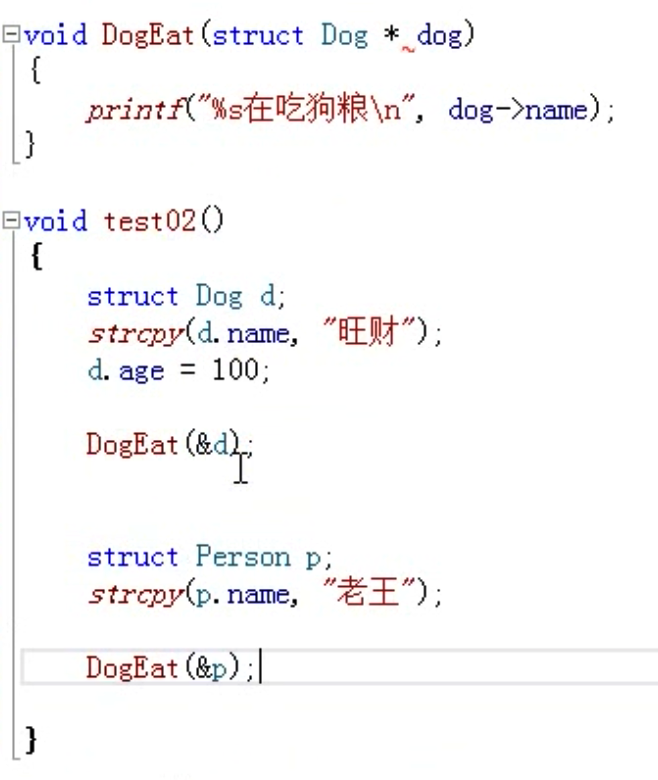 void DogEat(struct Dog * dog)
{
printf("%s在吃狗粮\n", dog->name);
}
void test02()
{
struct Dog d;
strcpy(d.name, "旺财");
d.age = 100;
DogEat(&d);
struct Person p;
strcpy(p.name, "老王");
DogEat(&p);
}